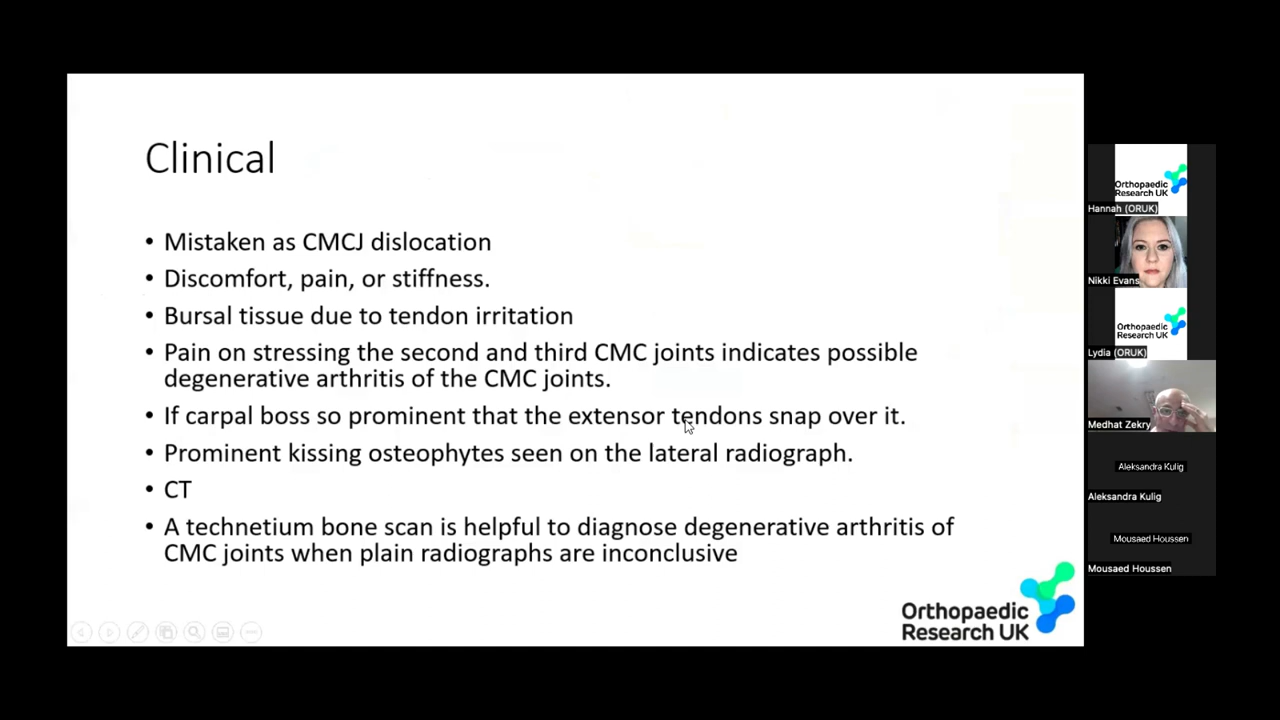 Clinical
• Mistaken as CMCJ dislocation
• Discomfort, pain, or stiffness.
• Bursal tissue due to tendon irritation
• Pain on stressing the second and third CMC joints indicates possible
degenerative arthritis of the CMC joints.
• If carpal boss so prominent that the extensor tendons snap over it.
• Prominent kissing osteophytes seen on the lateral radiograph.
• CT
• A technetium bone scan is helpful to diagnose degenerative arthritis of
CMC joints when plain radiographs are inconclusive
Orthopaedic
Research UK
Orthopaedic
Research UK
Hannah (ORUK)
Nikki Evans
Orthopaedic
Research UK
Lydia (ORUK)
Medhat Zekry
Aleksandra Kulig
Aleksandra Kulig
Mousaed Houssen
Mousaed Houssen